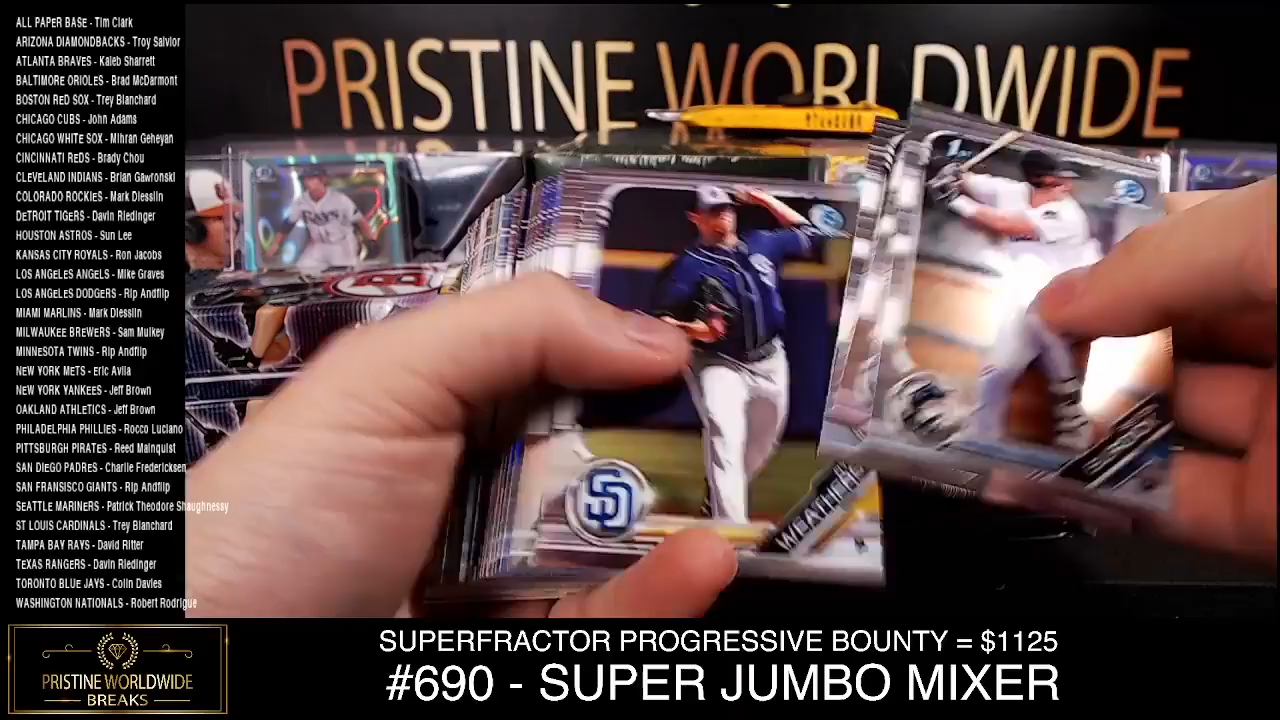 ALL PAPER BASE - Tim Clark
ARIZONA DIAMONDBACKS - Troy Salvior
ATLANTA BRAVES - Kaleb Sharrett
BALTIMORE ORIOLES - Brad McDarmont
BOSTON RED SOX - Trey Blanchard
CHICAGO CUBS - John Adams
CHICAGO WHITE SOX - Mihran Geheyan
CINCINNATI REDS - Brady Chou
CLEVELAND INDIANS - Brian Gawronski
COLORADO ROCKIES - Mark Diesslin
DETROIT TIGERS - Davin Riedinger
HOUSTON ASTROS - Sun Lee
KANSAS CITY ROYALS - Ron Jacobs
LOS ANGELES ANGELS - Mike Graves
LOS ANGELES DODGERS - Rip Andflip
MIAMI MARLINS - Mark Diesslin
MILWAUKEE BREWERS - Sam Mulkey
MINNESOTA TWINS - Rip Andflip
NEW YORK METS - Eric Avila
NEW YORK YANKEES - Jeff Brown
OAKLAND ATHLETICS - Jeff Brown
PHILADELPHIA PHILLIES - Rocco Luciano
PITTSBURGH PIRATES - Reed Mainquist
SAN DIEGO PADRES - Charlie Fredericksen
SAN FRANSISCO GIANTS - Rip Andflip
SEATTLE MARINERS - Patrick Theodore Shaughnessy
ST LOUIS CARDINALS - Trey Blanchard
TAMPA BAY RAYS - David Ritter
TEXAS RANGERS - Davin Riedinger
TORONTO BLUE JAYS - Colin Davies
WASHINGTON NATIONALS - Robert Rodrigue
PRISTINE WORLDWIDE
RAYS
1st
SD
PRISTINE WORLDWIDE
BREAKS
SUPERFRACTOR PROGRESSIVE BOUNTY = $1125
#690 - SUPER JUMBO MIXER